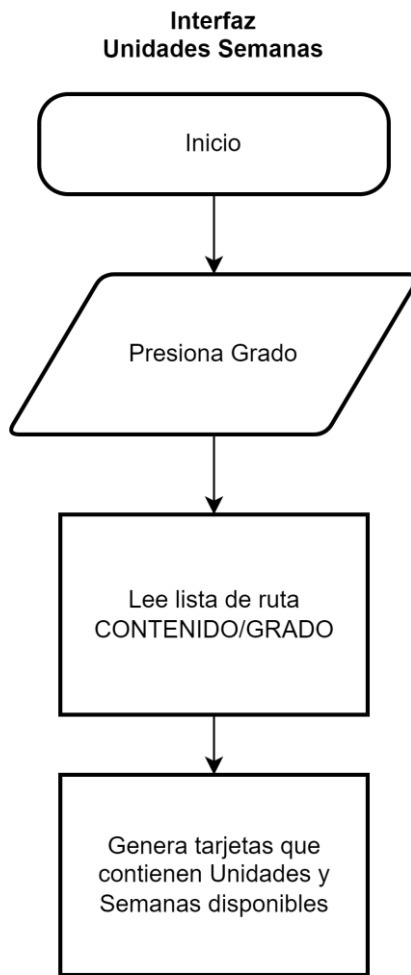 Interfaz
Unidades Semanas
Inicio
Presiona Grado
Lee lista de ruta
CONTENIDO/GRADO
Genera tarjetas que
contienen Unidades y
Semanas disponibles